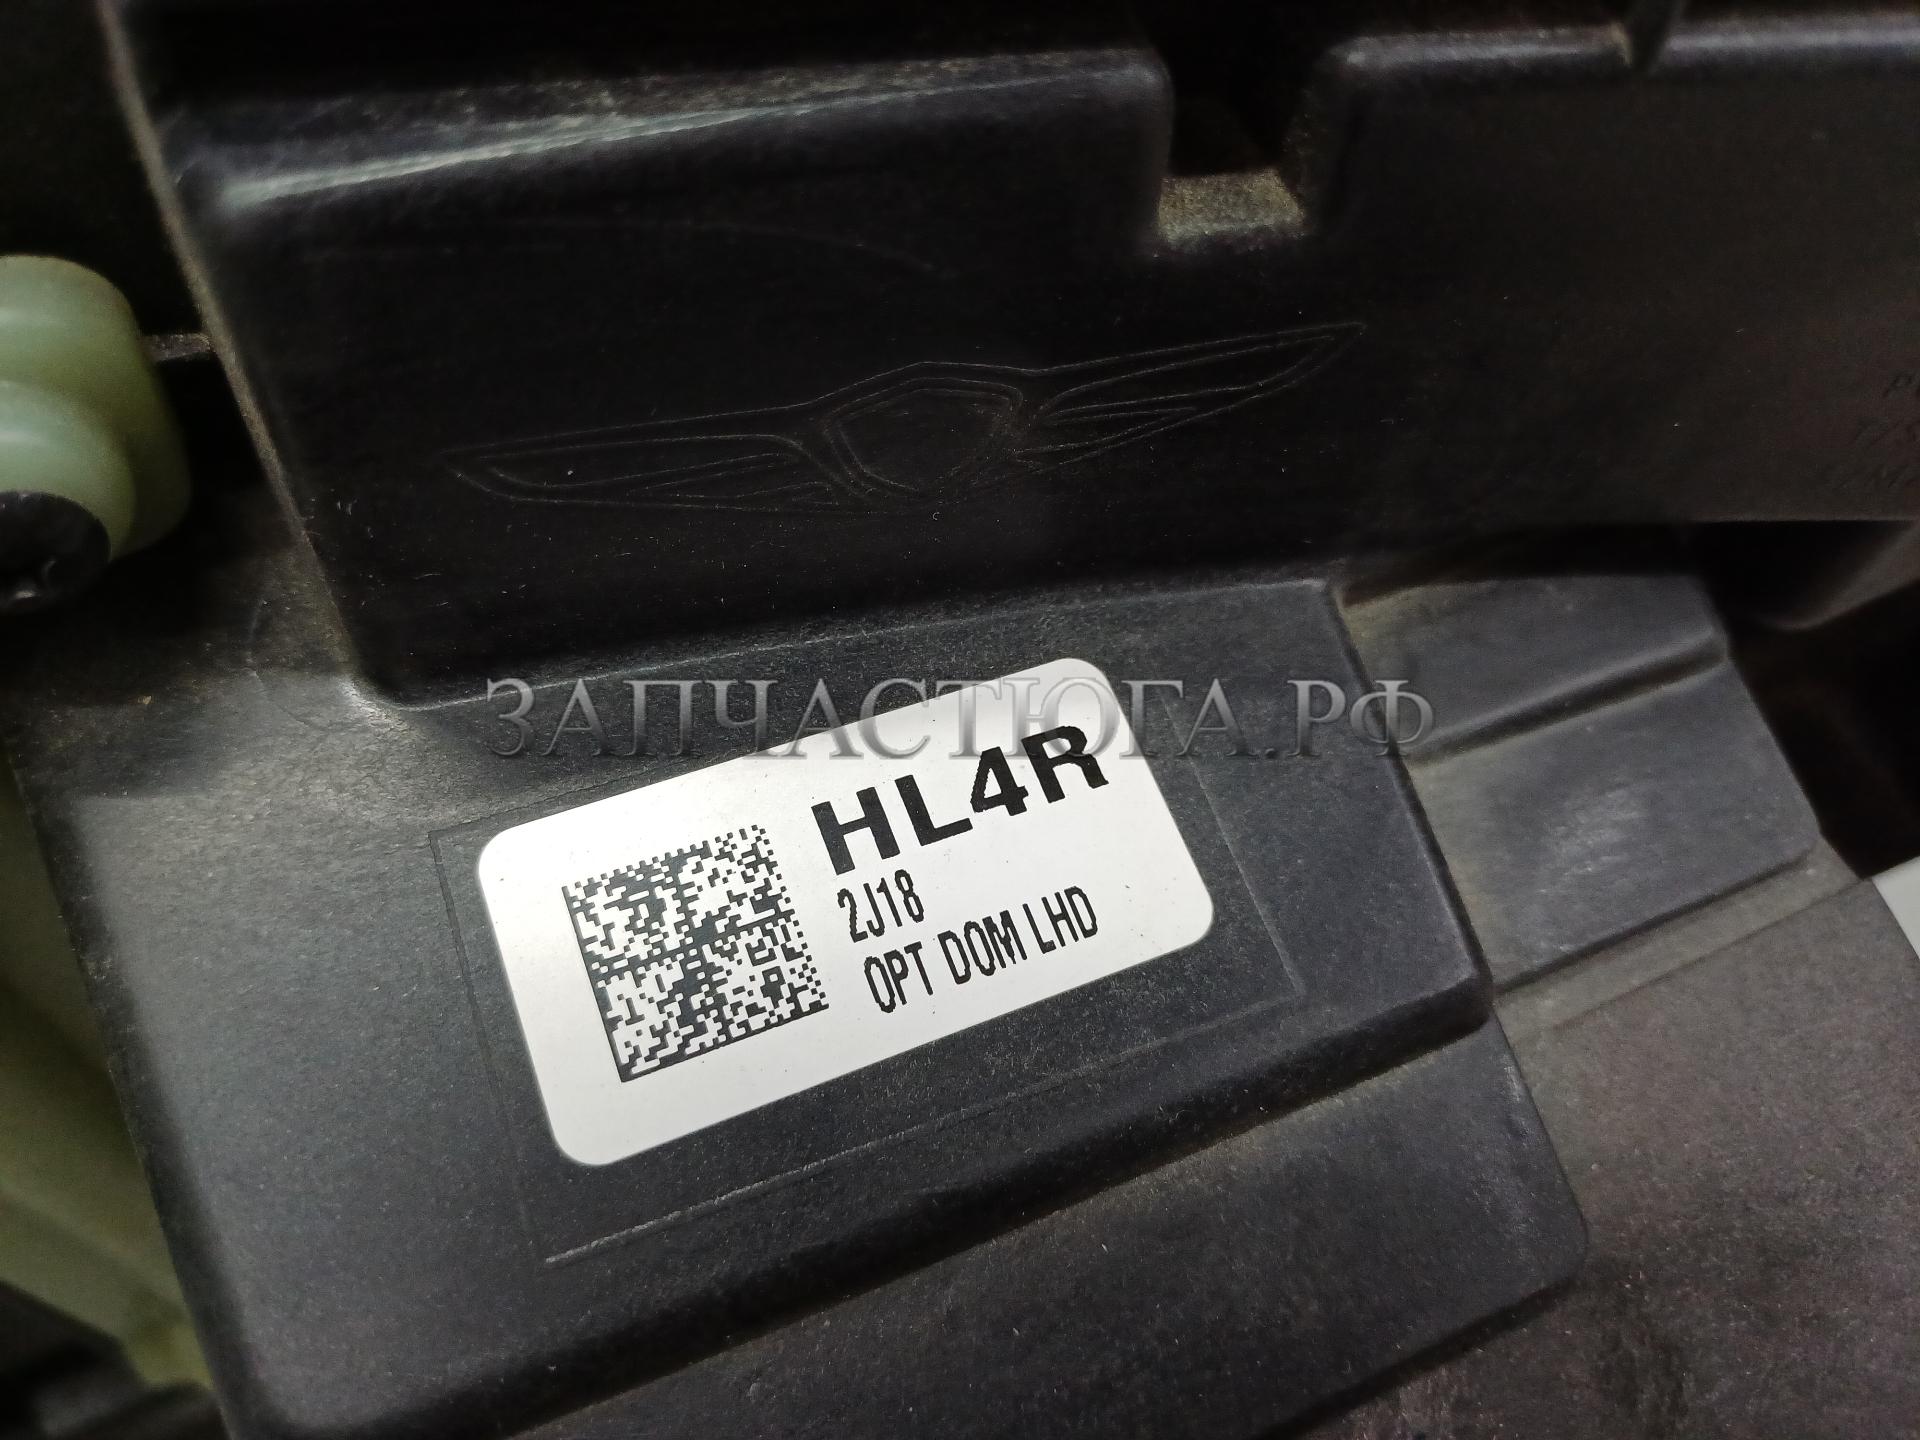 ЗАПЧАСТЮГА.РФ
HL4R
2J18
OPT DOM LHD